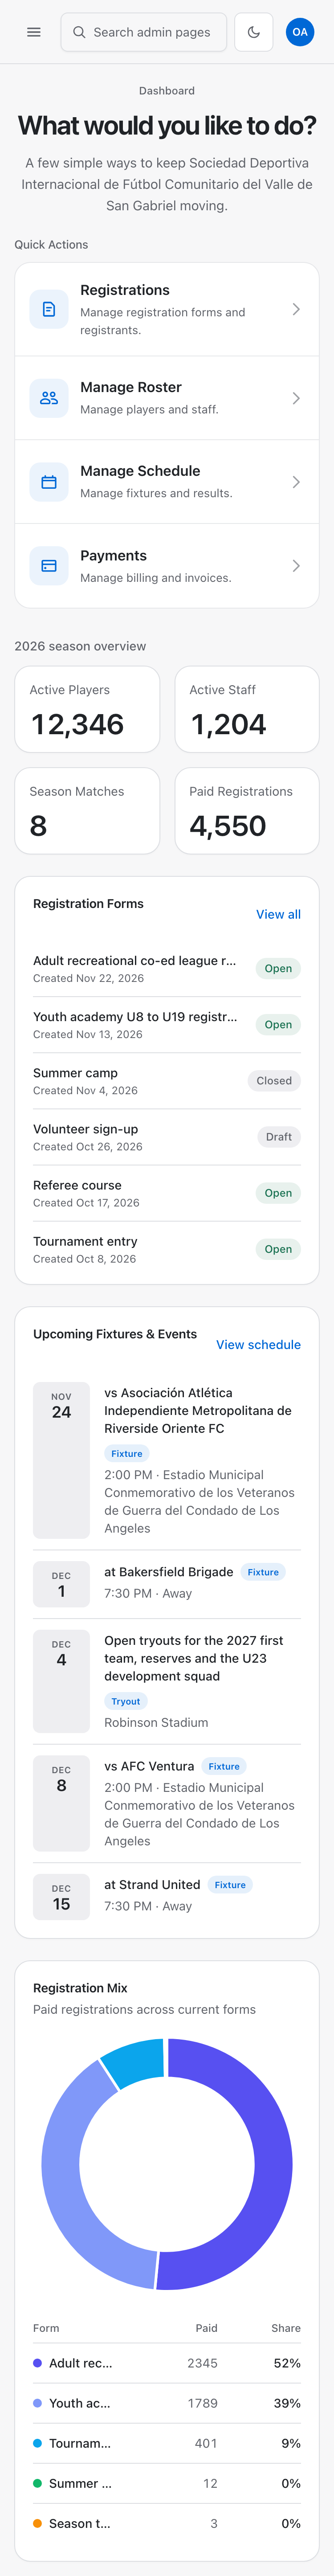 Search admin pages
OA
Dashboard
What would you like to do?
A few simple ways to keep Sociedad Deportiva
Internacional de Fútbol Comunitario del Valle de
San Gabriel moving.
Quick Actions
Registrations
Manage registration forms and
registrants.
Manage Roster
Manage players and staff.
Manage Schedule
Manage fixtures and results.
Payments
Manage billing and invoices.
2026 season overview
Active Players
12,346
Active Staff
1,204
Season Matches
8
Paid Registrations
4,550
Registration Forms
View all
Adult recreational co-ed league r...
Created Nov 22, 2026
Open
Youth academy U8 to U19 registr...
Created Nov 13, 2026
Open
Summer camp
Created Nov 4, 2026
Closed
Volunteer sign-up
Created Oct 26, 2026
Draft
Referee course
Created Oct 17, 2026
Open
Tournament entry
Created Oct 8, 2026
Open
Upcoming Fixtures & Events
View schedule
NOV
24
vs Asociación Atlética
Independiente Metropolitana de
Riverside Oriente FC
Fixture
2:00 PM · Estadio Municipal
Conmemorativo de los Veteranos
de Guerra del Condado de Los
Angeles
DEC
1
at Bakersfield Brigade Fixture
7:30 PM · Away
DEC
4
Open tryouts for the 2027 first
team, reserves and the U23
development squad
Tryout
Robinson Stadium
DEC
8
vs AFC Ventura Fixture
2:00 PM · Estadio Municipal
Conmemorativo de los Veteranos
de Guerra del Condado de Los
Angeles
DEC
15
at Strand United Fixture
7:30 PM · Away
Registration Mix
Paid registrations across current forms
Form Paid Share
Adult rec... 2345 52%
Youth ac... 1789 39%
Tournam... 401 9%
Summer ... 12 0%
Season t... 3 0%